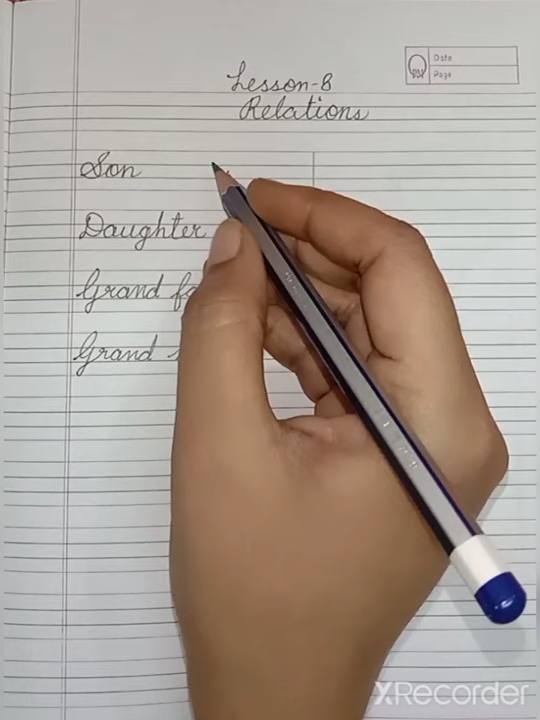 Date
Page
Lesson-8
Relations
Son
Daughter
Grand
Grand
XRecorder